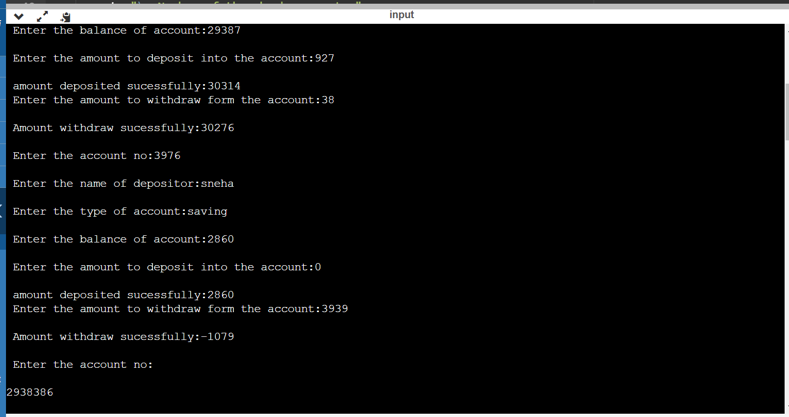 input
Enter the balance of account:29387
Enter the amount to deposit into the account:927
amount deposited sucessfully:30314
Enter the amount to withdraw form the account:38
Amount withdraw sucessfully:30276
Enter the account no:3976
Enter the name of depositor:sneha
Enter the type of account:saving
Enter the balance of account:2860
Enter the amount to deposit into the account:0
amount deposited sucessfully:2860
Enter the amount to withdraw form the account:3939
Amount withdraw sucessfully:-1079
Enter the account no:
2938386